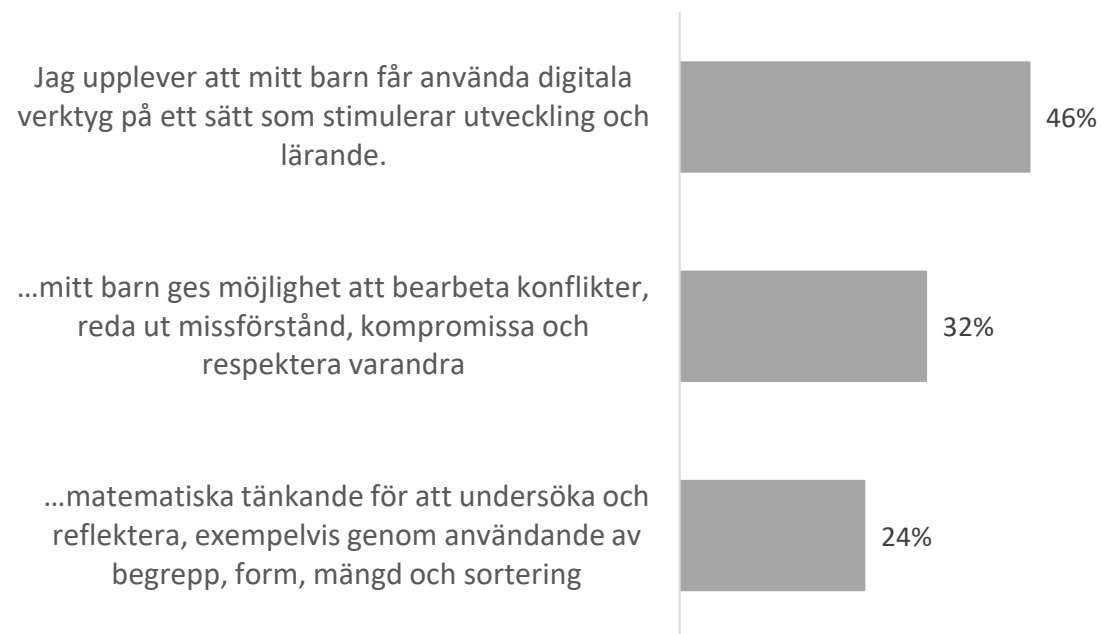 Jag upplever att mitt barn får använda digitala
verktyg på ett sätt som stimulerar utveckling och
lärande.
46%
…mitt barn ges möjlighet att bearbeta konflikter,
reda ut missförstånd, kompromissa och
respektera varandra
32%
…matematiska tänkande för att undersöka och
reflektera, exempelvis genom användande av
begrepp, form, mängd och sortering
24%